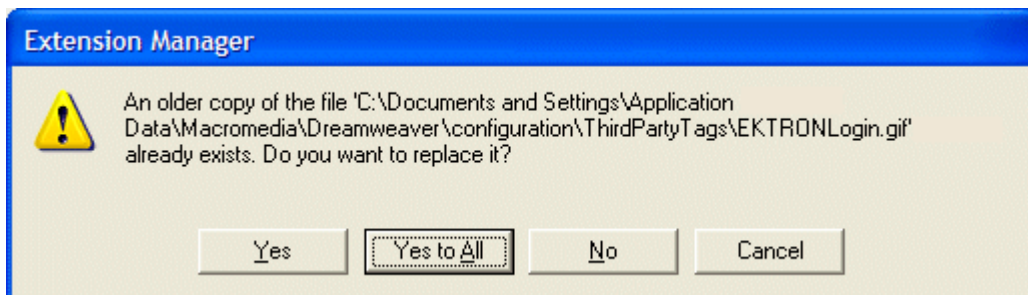 Extension Manager
An older copy of the file 'C:\Documents and Settings\Application
Data\Macromedia\Dreamweaver\configuration\ThirdPartyTags\EKTRONLogin.gif'
already exists. Do you want to replace it?
Yes Yes to All No Cancel